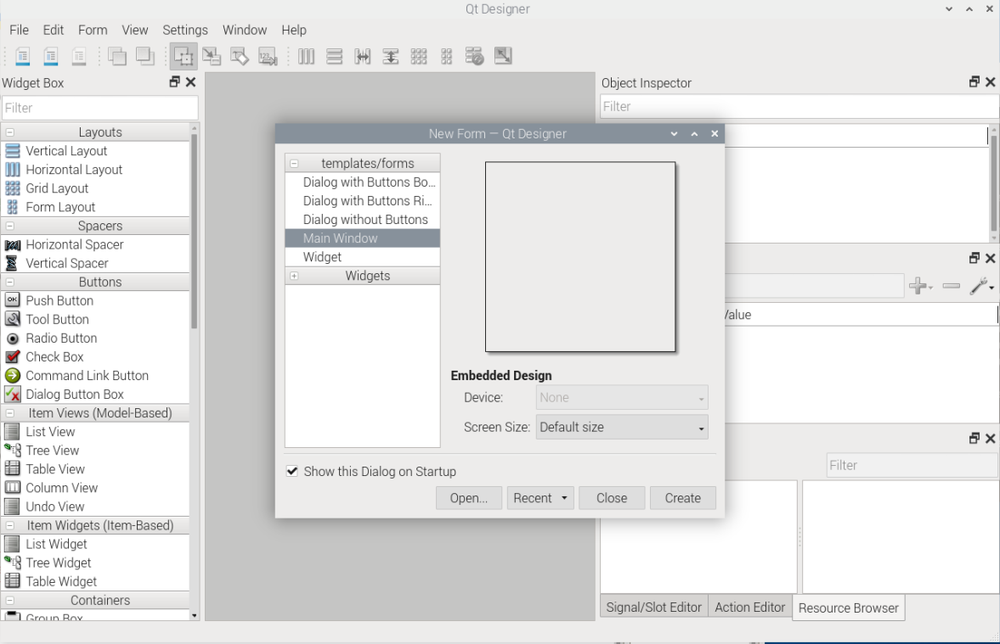 Qt Designer
File Edit Form View Settings Window Help
123
Widget Box
Filter
Layouts
Vertical Layout
Horizontal Layout
Grid Layout
Form Layout
Spacers
Horizontal Spacer
Vertical Spacer
Buttons
OK Push Button
Tool Button
Radio Button
Check Box
Command Link Button
Dialog Button Box
Item Views (Model-Based)
List View
Tree View
Table View
Column View
Undo View
Item Widgets (Item-Based)
List Widget
Tree Widget
Table Widget
Containers
Group Box
New Form — Qt Designer
templates/forms
Dialog with Buttons Bo...
Dialog with Buttons Ri...
Dialog without Buttons
Main Window
Widget
Widgets
Embedded Design
Device: None
Screen Size: Default size
Show this Dialog on Startup
Open... Recent Close Create
Object Inspector
Filter
Value
Filter
Signal/Slot Editor Action Editor Resource Browser